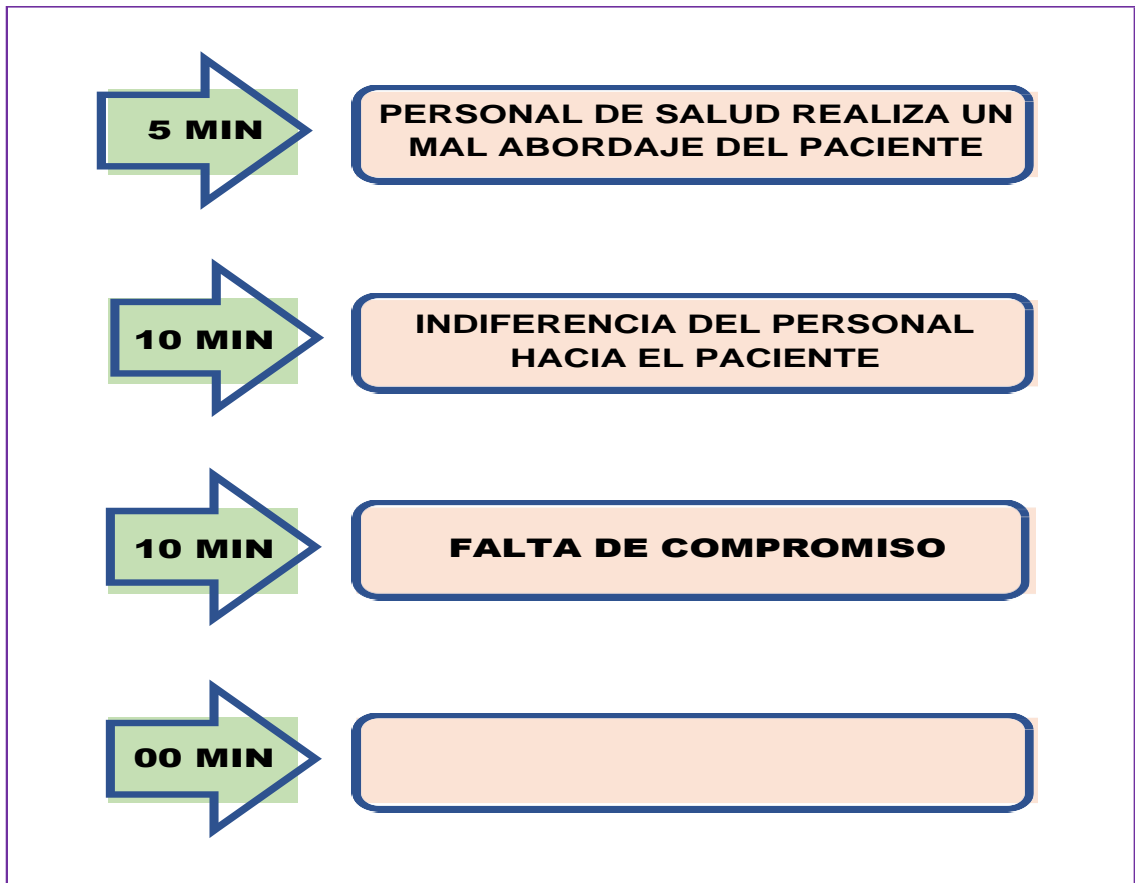 5 MIN
PERSONAL DE SALUD REALIZA UN
MAL ABORDAJE DEL PACIENTE
10 MIN
INDIFERENCIA DEL PERSONAL
HACIA EL PACIENTE
10 MIN
FALTA DE COMPROMISO
00 MIN